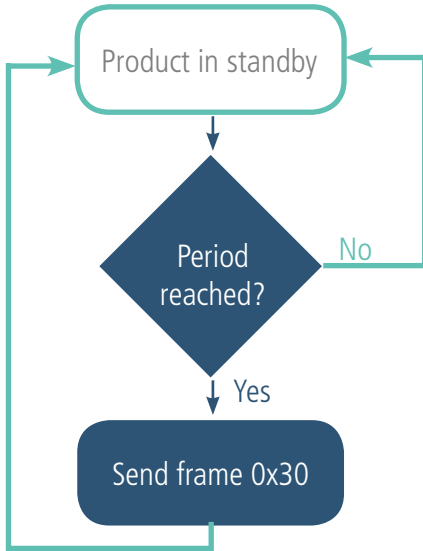 Product in standby
Period
reached?
No
Yes
Send frame 0x30